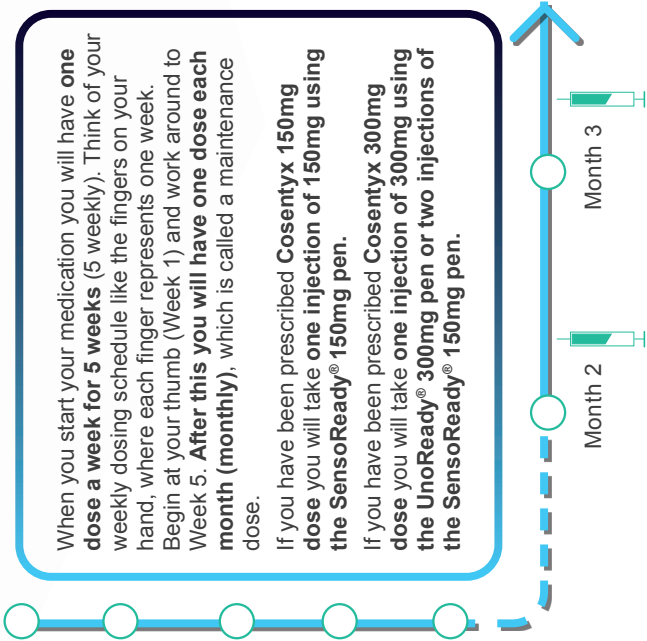 When you start your medication you will have one
dose a week for 5 weeks (5 weekly). Think of your
weekly dosing schedule like the fingers on your
hand, where each finger represents one week.
Begin at your thumb (Week 1) and work around to
Week 5. After this you will have one dose each
month (monthly), which is called a maintenance
dose.
If you have been prescribed Cosentyx 150mg
dose you will take one injection of 150mg using
the SensoReady® 150mg pen.
If you have been prescribed Cosentyx 300mg
dose you will take one injection of 300mg using
the UnoReady® 300mg pen or two injections of
the SensoReady® 150mg pen.
Month 2
Month 3